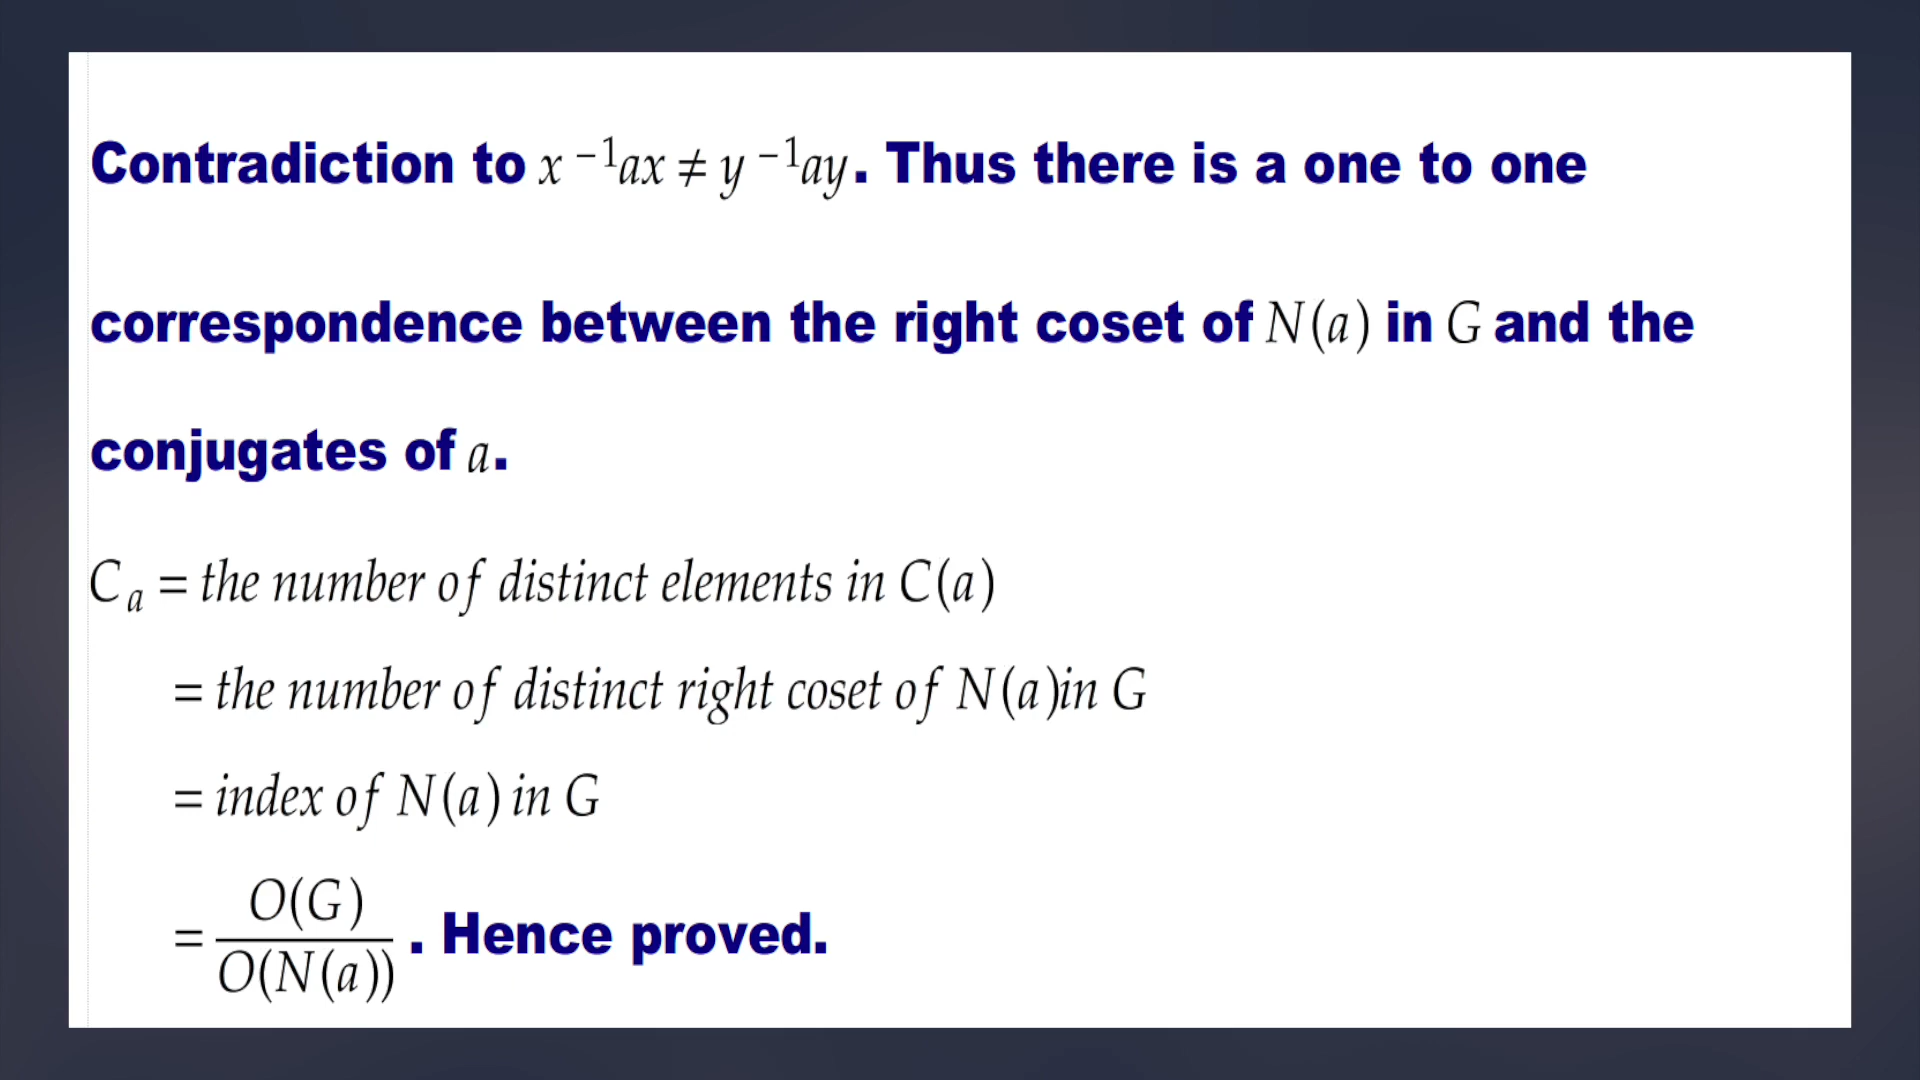 Contradiction to x⁻¹ax ≠ y⁻¹ay. Thus there is a one to one
correspondence between the right coset of N(a) in G and the
conjugates of a.
C_a = the number of distinct elements in C(a)
= the number of distinct right coset of N(a)in G
= index of N(a) in G
= O(G)/O(N(a)). Hence proved.